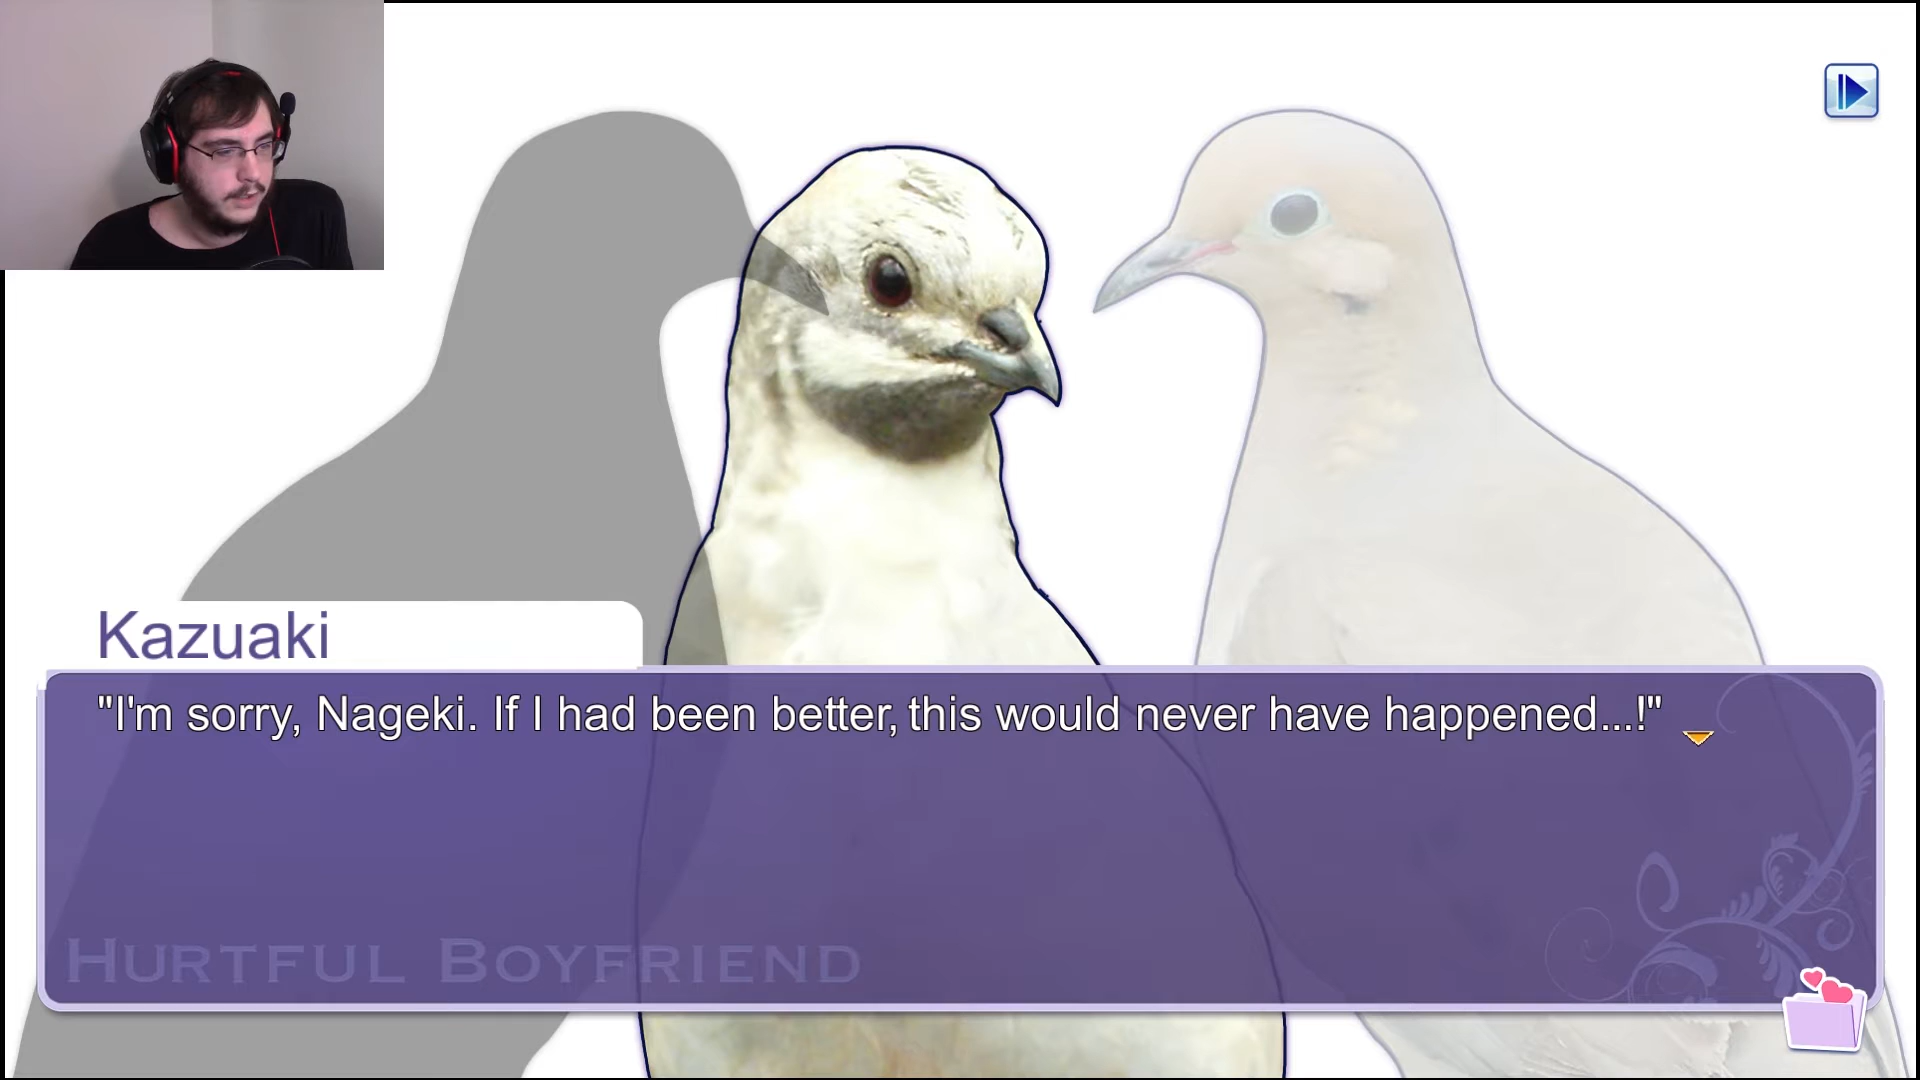 Kazuaki
"I'm sorry, Nageki. If I had been better, this would never have happened...!"
HURTFUL BOYFRIEND